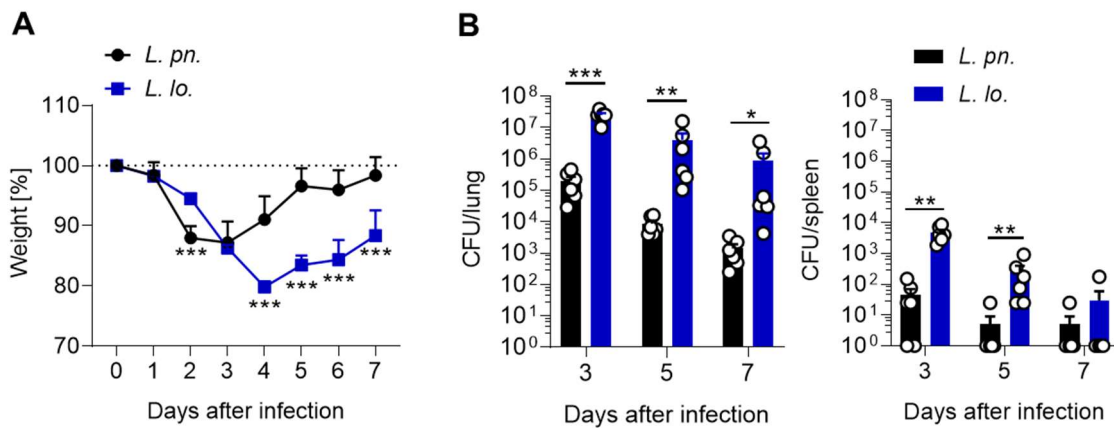 A
L. pn.
L. lo.
Weight [%]
110
100
90
80
70
***
***
***
***
***
0 1 2 3 4 5 6 7
Days after infection
B
L. pn.
L. lo.
CFU/lung
10^8
10^7
10^6
10^5
10^4
10^3
10^2
10^1
10^0
***
**
*
3 5 7
Days after infection
CFU/spleen
10^8
10^7
10^6
10^5
10^4
10^3
10^2
10^1
10^0
**
**
3 5 7
Days after infection